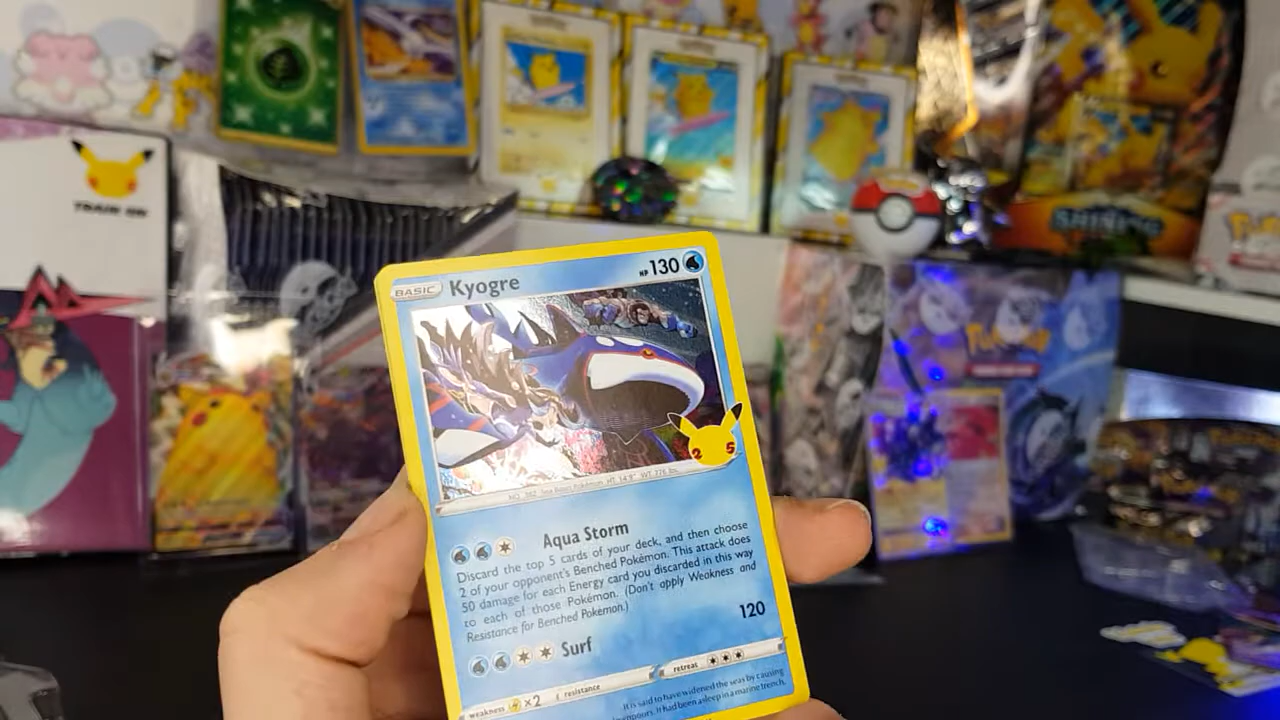 TRAIN ON
SHINING
Pokémon
BASIC Kyogre HP 130
2 5
NO. 382 Sea Basin Pokémon HT. 14'9" WT. 776 lbs.
Aqua Storm
Discard the top 5 cards of your deck, and then choose
2 of your opponent's Benched Pokémon. This attack does
50 damage for each Energy card you discarded in this way
to each of those Pokémon. (Don't apply Weakness and
Resistance for Benched Pokémon.)
Surf 120
weakness ×2 resistance retreat
It is said to have widened the seas by causing
downpours. It had been asleep in a marine trench.